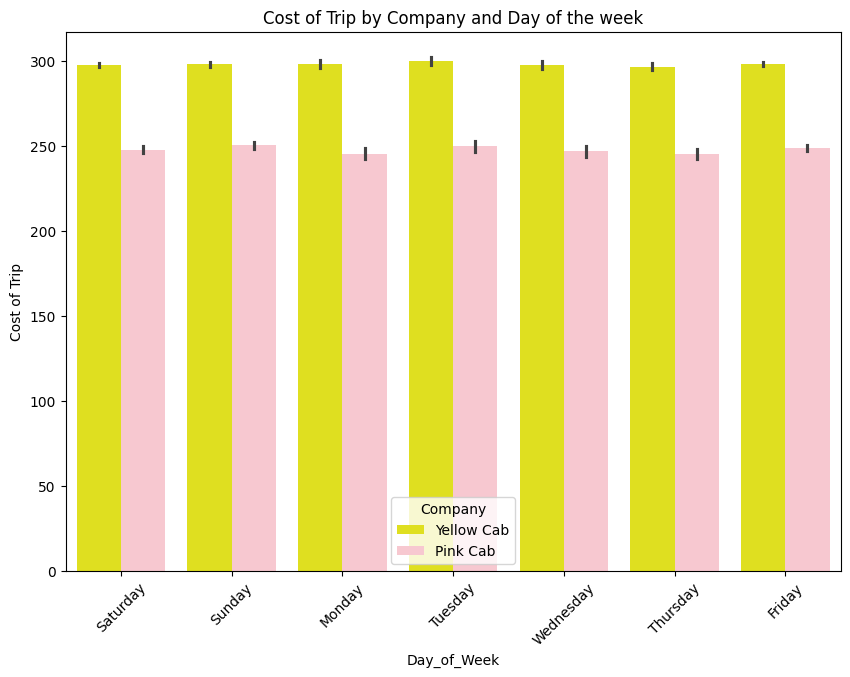 Cost of Trip by Company and Day of the week
Cost of Trip
300
250
200
150
100
50
0
Company
Yellow Cab
Pink Cab
Saturday
Sunday
Monday
Tuesday
Wednesday
Thursday
Friday
Day_of_Week